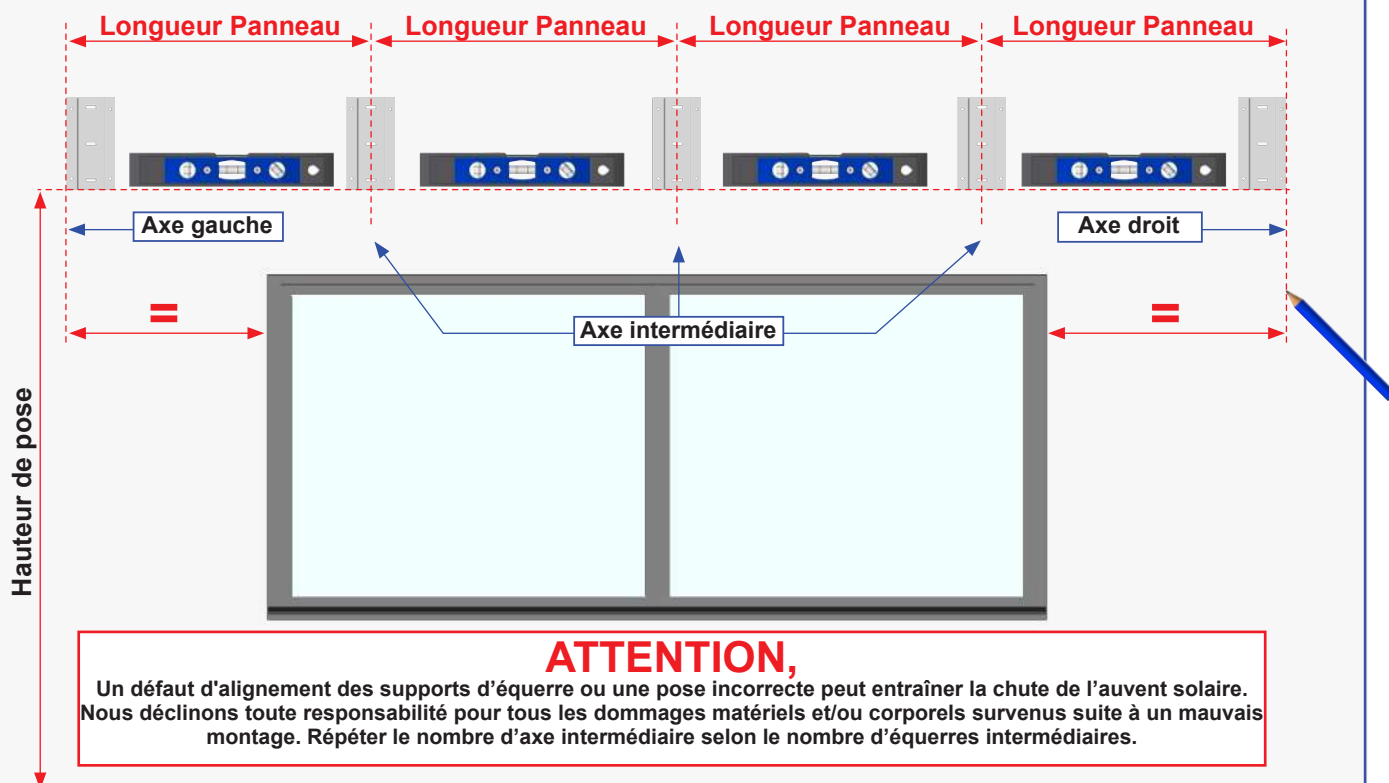 Longueur Panneau
Longueur Panneau
Longueur Panneau
Longueur Panneau
Axe gauche
Axe droit
=
=
Axe intermédiaire
Hauteur de pose
ATTENTION,
Un défaut d'alignement des supports d’équerre ou une pose incorrecte peut entraîner la chute de l’auvent solaire.
Nous déclinons toute responsabilité pour tous les dommages matériels et/ou corporels survenus suite à un mauvais
montage. Répéter le nombre d’axe intermédiaire selon le nombre d’équerres intermédiaires.